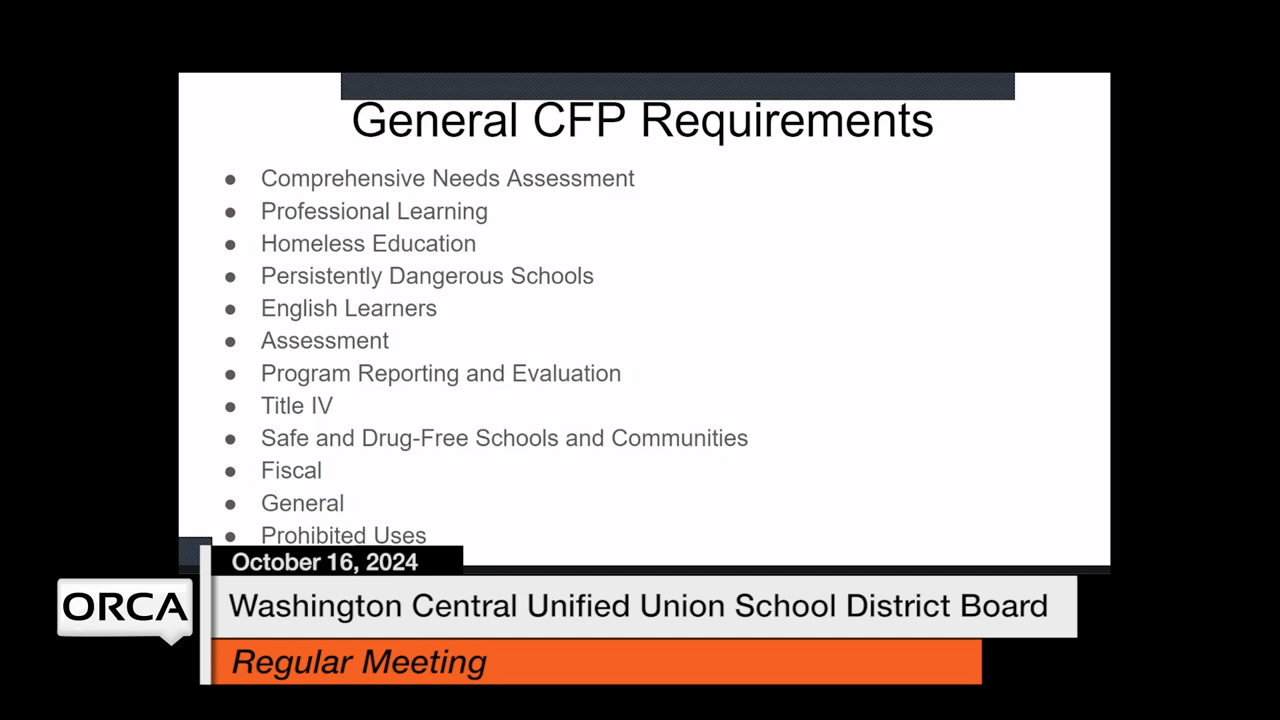 General CFP Requirements
● Comprehensive Needs Assessment
● Professional Learning
● Homeless Education
● Persistently Dangerous Schools
● English Learners
● Assessment
● Program Reporting and Evaluation
● Title IV
● Safe and Drug-Free Schools and Communities
● Fiscal
● General
● Prohibited Uses
October 16, 2024
ORCA
Washington Central Unified Union School District Board
Regular Meeting